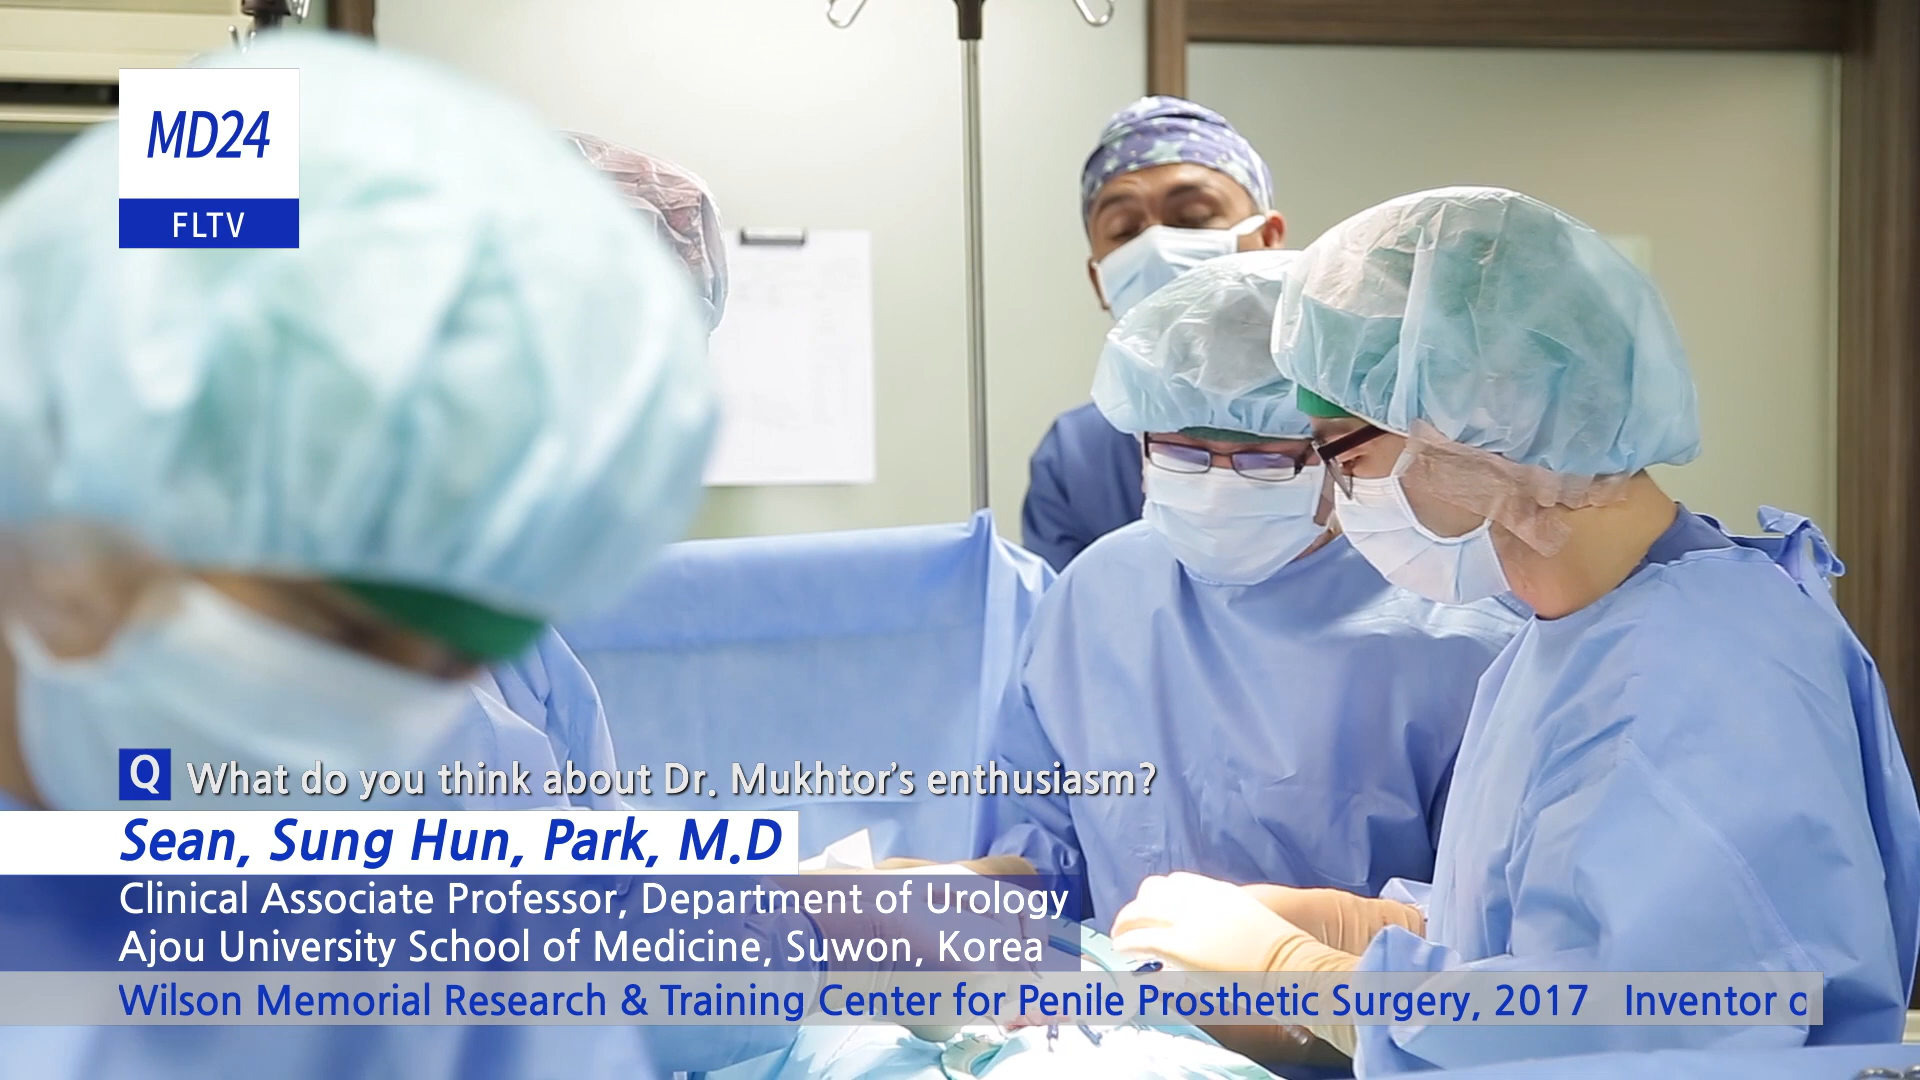 MD24
FLTV
Q What do you think about Dr. Mukhtor's enthusiasm?
Sean, Sung Hun, Park, M.D
Clinical Associate Professor, Department of Urology
Ajou University School of Medicine, Suwon, Korea
Wilson Memorial Research & Training Center for Penile Prosthetic Surgery, 2017 Inventor o